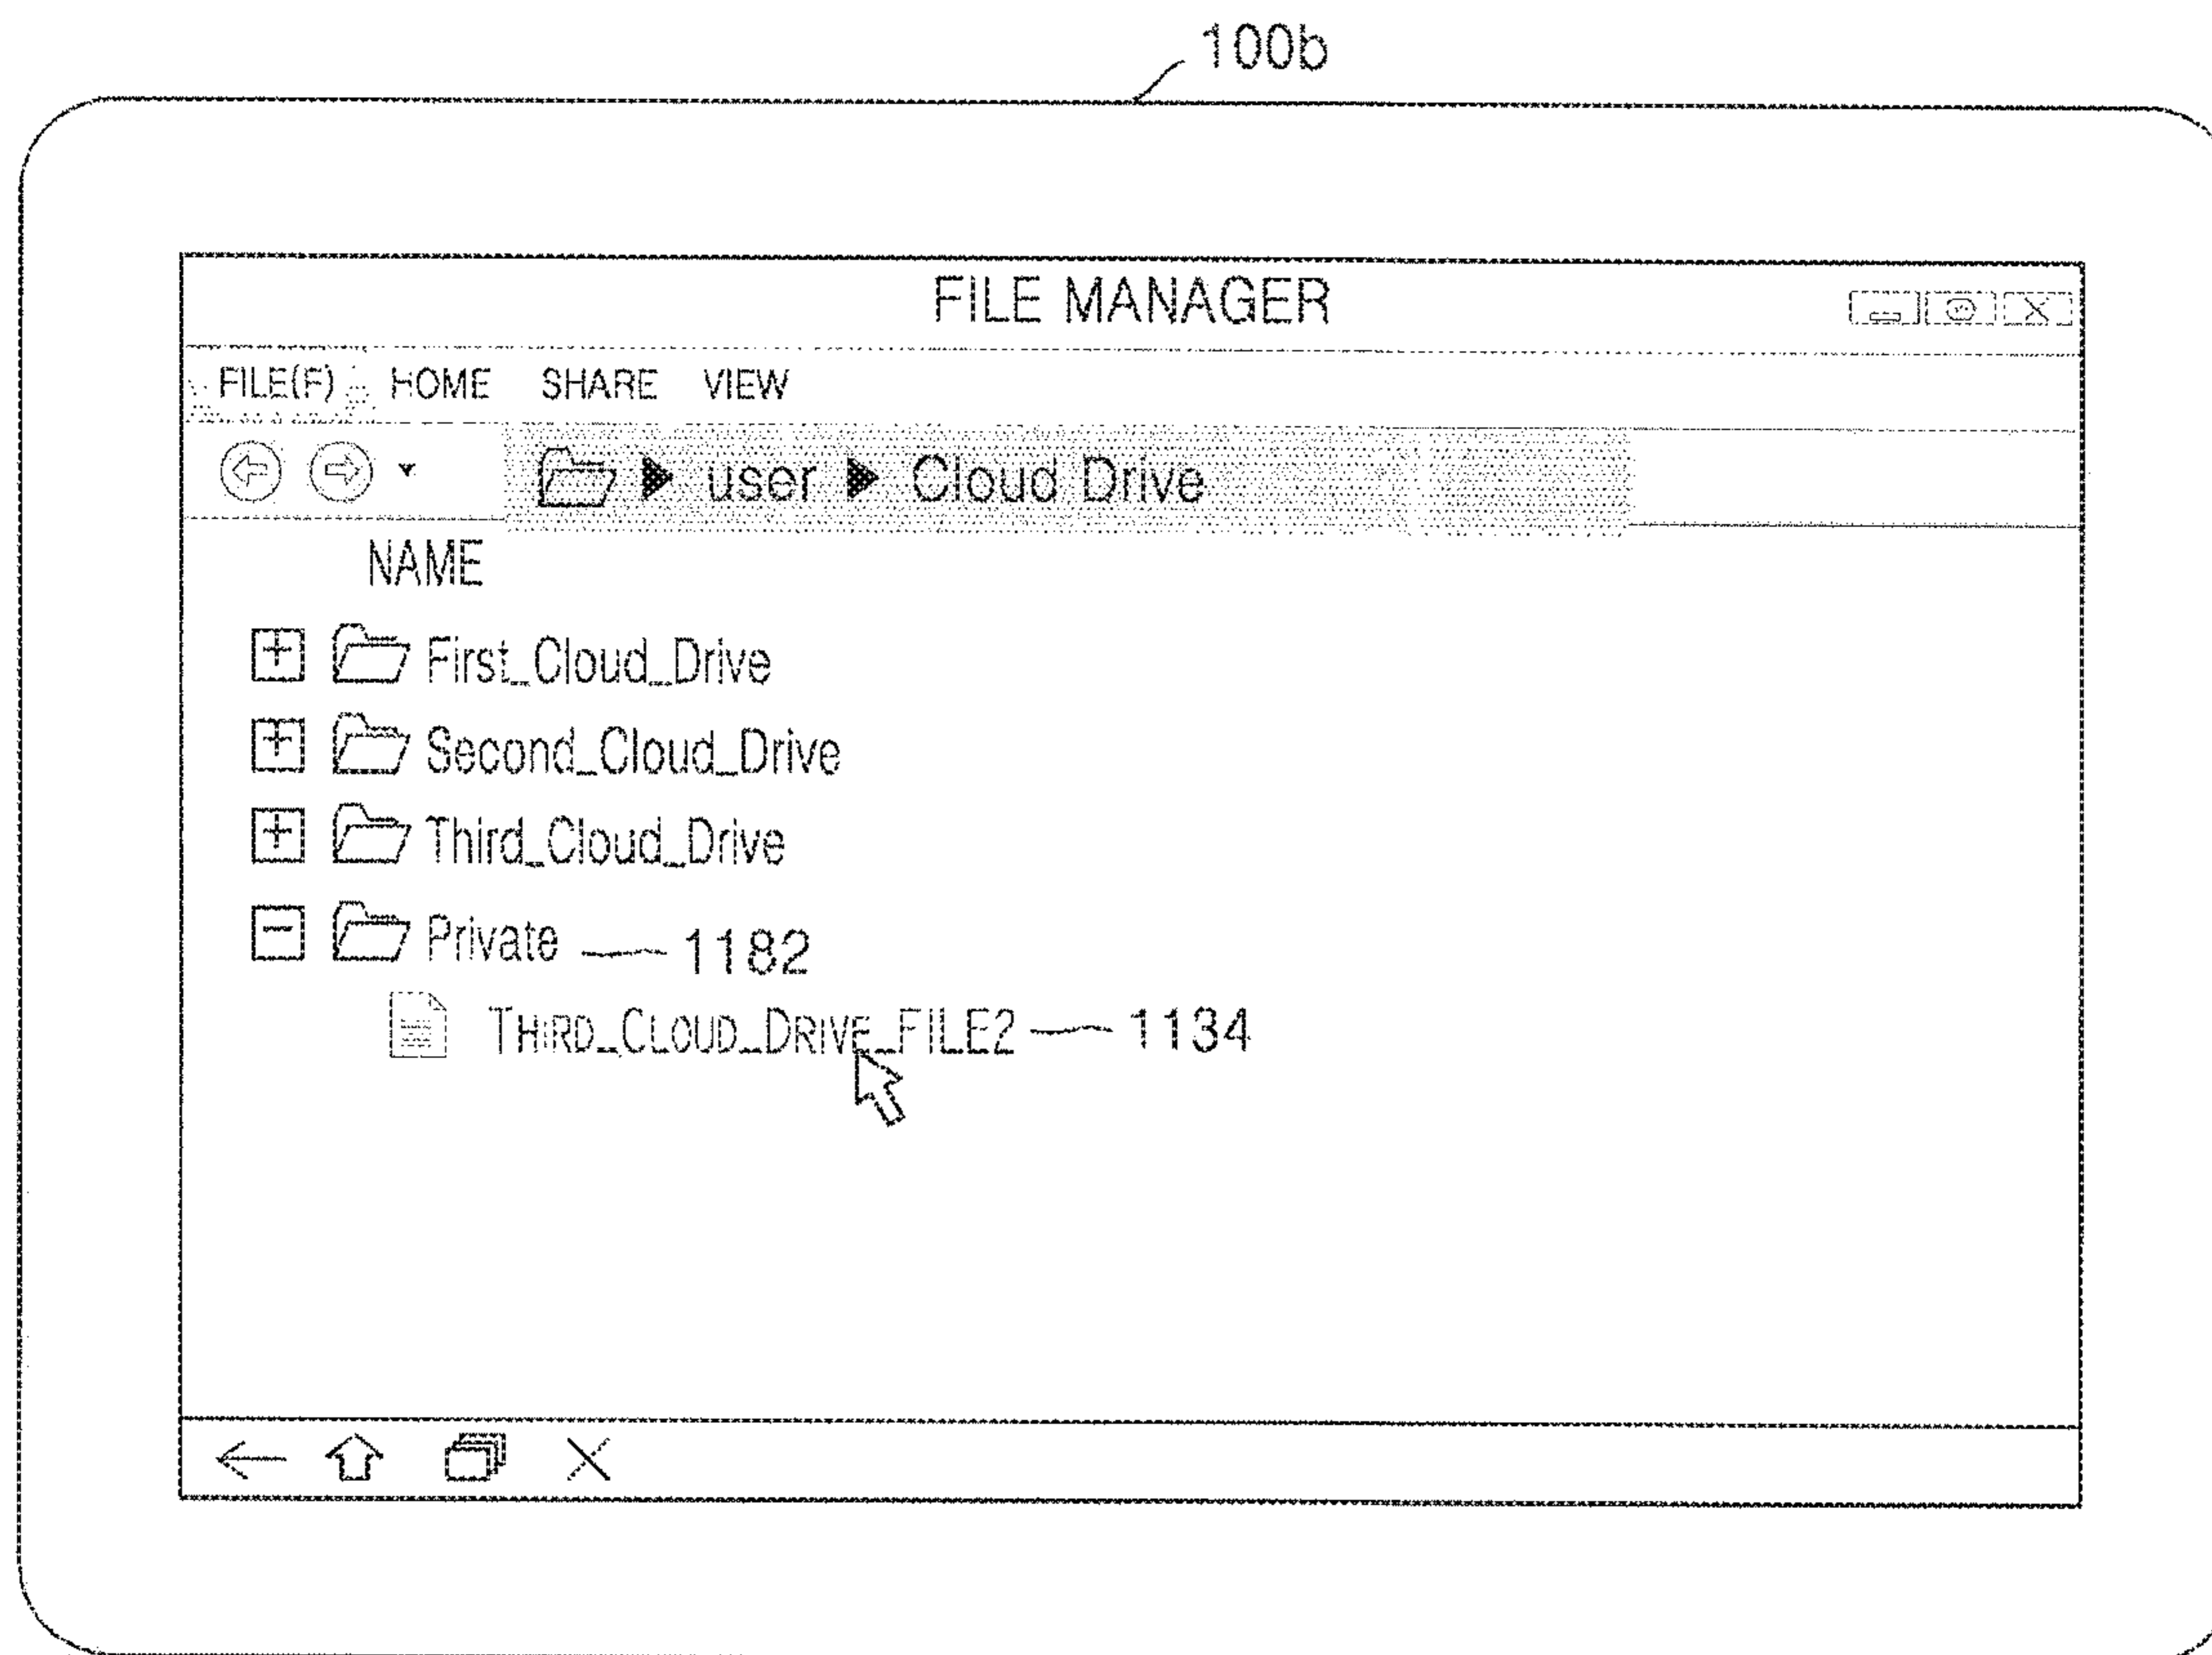 100b
FILE MANAGER
FILE(F) HOME SHARE VIEW
user Cloud Drive
NAME
First_Cloud_Drive
Second_Cloud_Drive
Third_Cloud_Drive
Private 1182
THIRD_CLOUD_DRIVE_FILE2 1134